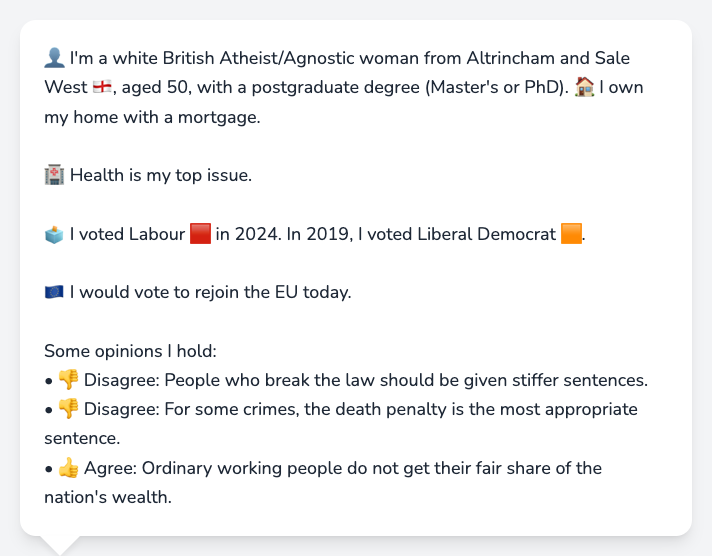 👤 I'm a white British Atheist/Agnostic woman from Altrincham and Sale
West 🏴󠁧󠁢󠁥󠁮󠁧󠁿, aged 50, with a postgraduate degree (Master's or PhD). 🏠 I own
my home with a mortgage.
🏥 Health is my top issue.
🗳️ I voted Labour 🟥 in 2024. In 2019, I voted Liberal Democrat 🟧.
🇪🇺 I would vote to rejoin the EU today.
Some opinions I hold:
• 👎 Disagree: People who break the law should be given stiffer sentences.
• 👎 Disagree: For some crimes, the death penalty is the most appropriate
sentence.
• 👍 Agree: Ordinary working people do not get their fair share of the
nation's wealth.